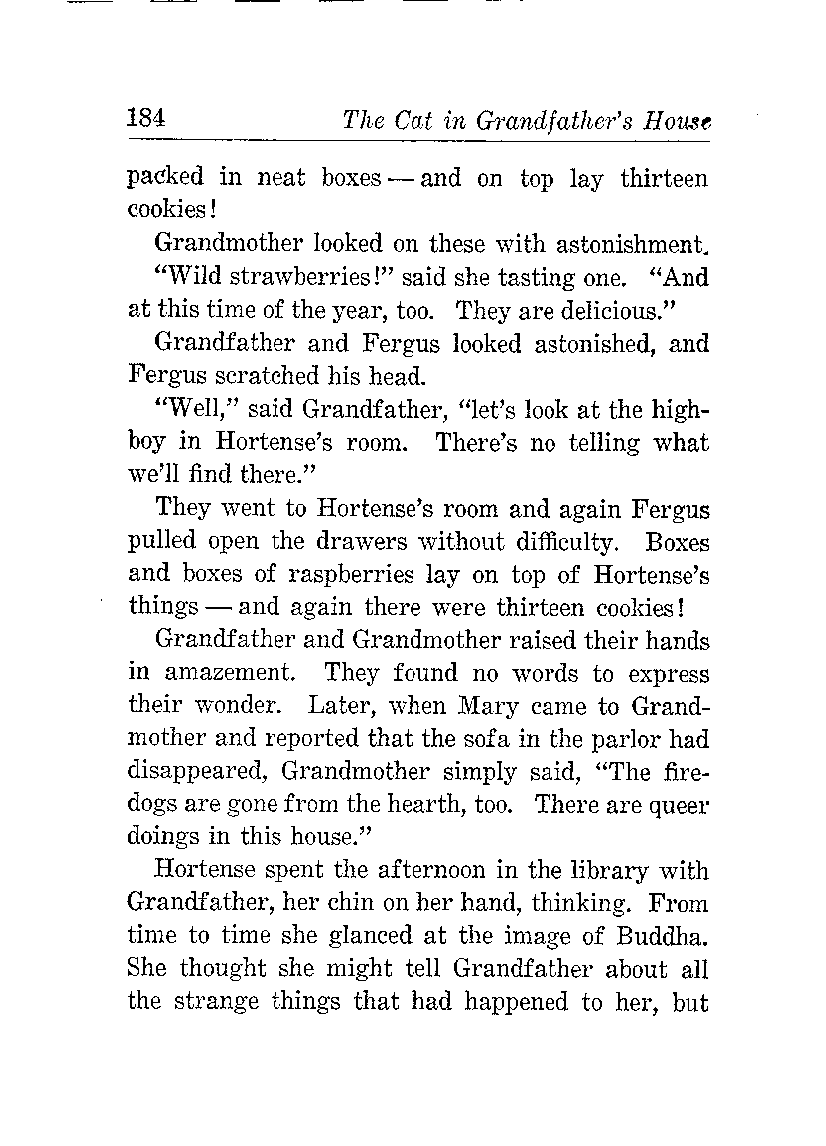 184 The Cat in Grandfather's House
packed in neat boxes — and on top lay thirteen
cookies!
Grandmother looked on these with astonishment.
"Wild strawberries!" said she tasting one. "And
at this time of the year, too. They are delicious."
Grandfather and Fergus looked astonished, and
Fergus scratched his head.
"Well," said Grandfather, "let's look at the high-
boy in Hortense's room. There's no telling what
we'll find there."
They went to Hortense's room and again Fergus
pulled open the drawers without difficulty. Boxes
and boxes of raspberries lay on top of Hortense's
things — and again there were thirteen cookies!
Grandfather and Grandmother raised their hands
in amazement. They found no words to express
their wonder. Later, when Mary came to Grand-
mother and reported that the sofa in the parlor had
disappeared, Grandmother simply said, "The fire-
dogs are gone from the hearth, too. There are queer
doings in this house."
Hortense spent the afternoon in the library with
Grandfather, her chin on her hand, thinking. From
time to time she glanced at the image of Buddha.
She thought she might tell Grandfather about all
the strange things that had happened to her, but